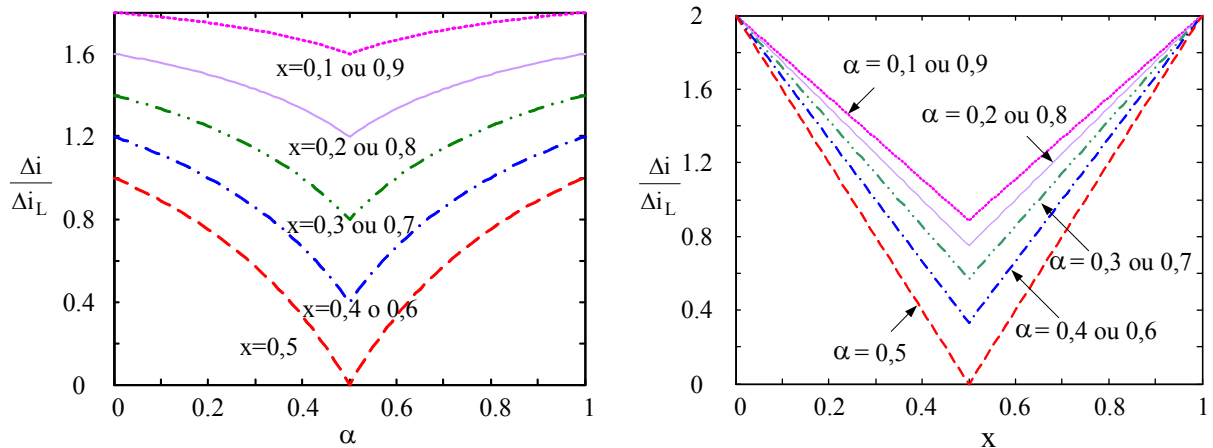 1.6
1.2
0.8
0.4
0
Δi
Δi_L
x=0,1 ou 0,9
x=0,2 ou 0,8
x=0,3 ou 0,7
x=0,4 o 0,6
x=0,5
0 0.2 0.4 0.6 0.8 1
α
2
1.6
1.2
0.8
0.4
0
Δi
Δi_L
α = 0,1 ou 0,9
α = 0,2 ou 0,8
α = 0,3 ou 0,7
α = 0,4 ou 0,6
α = 0,5
0 0.2 0.4 0.6 0.8 1
x